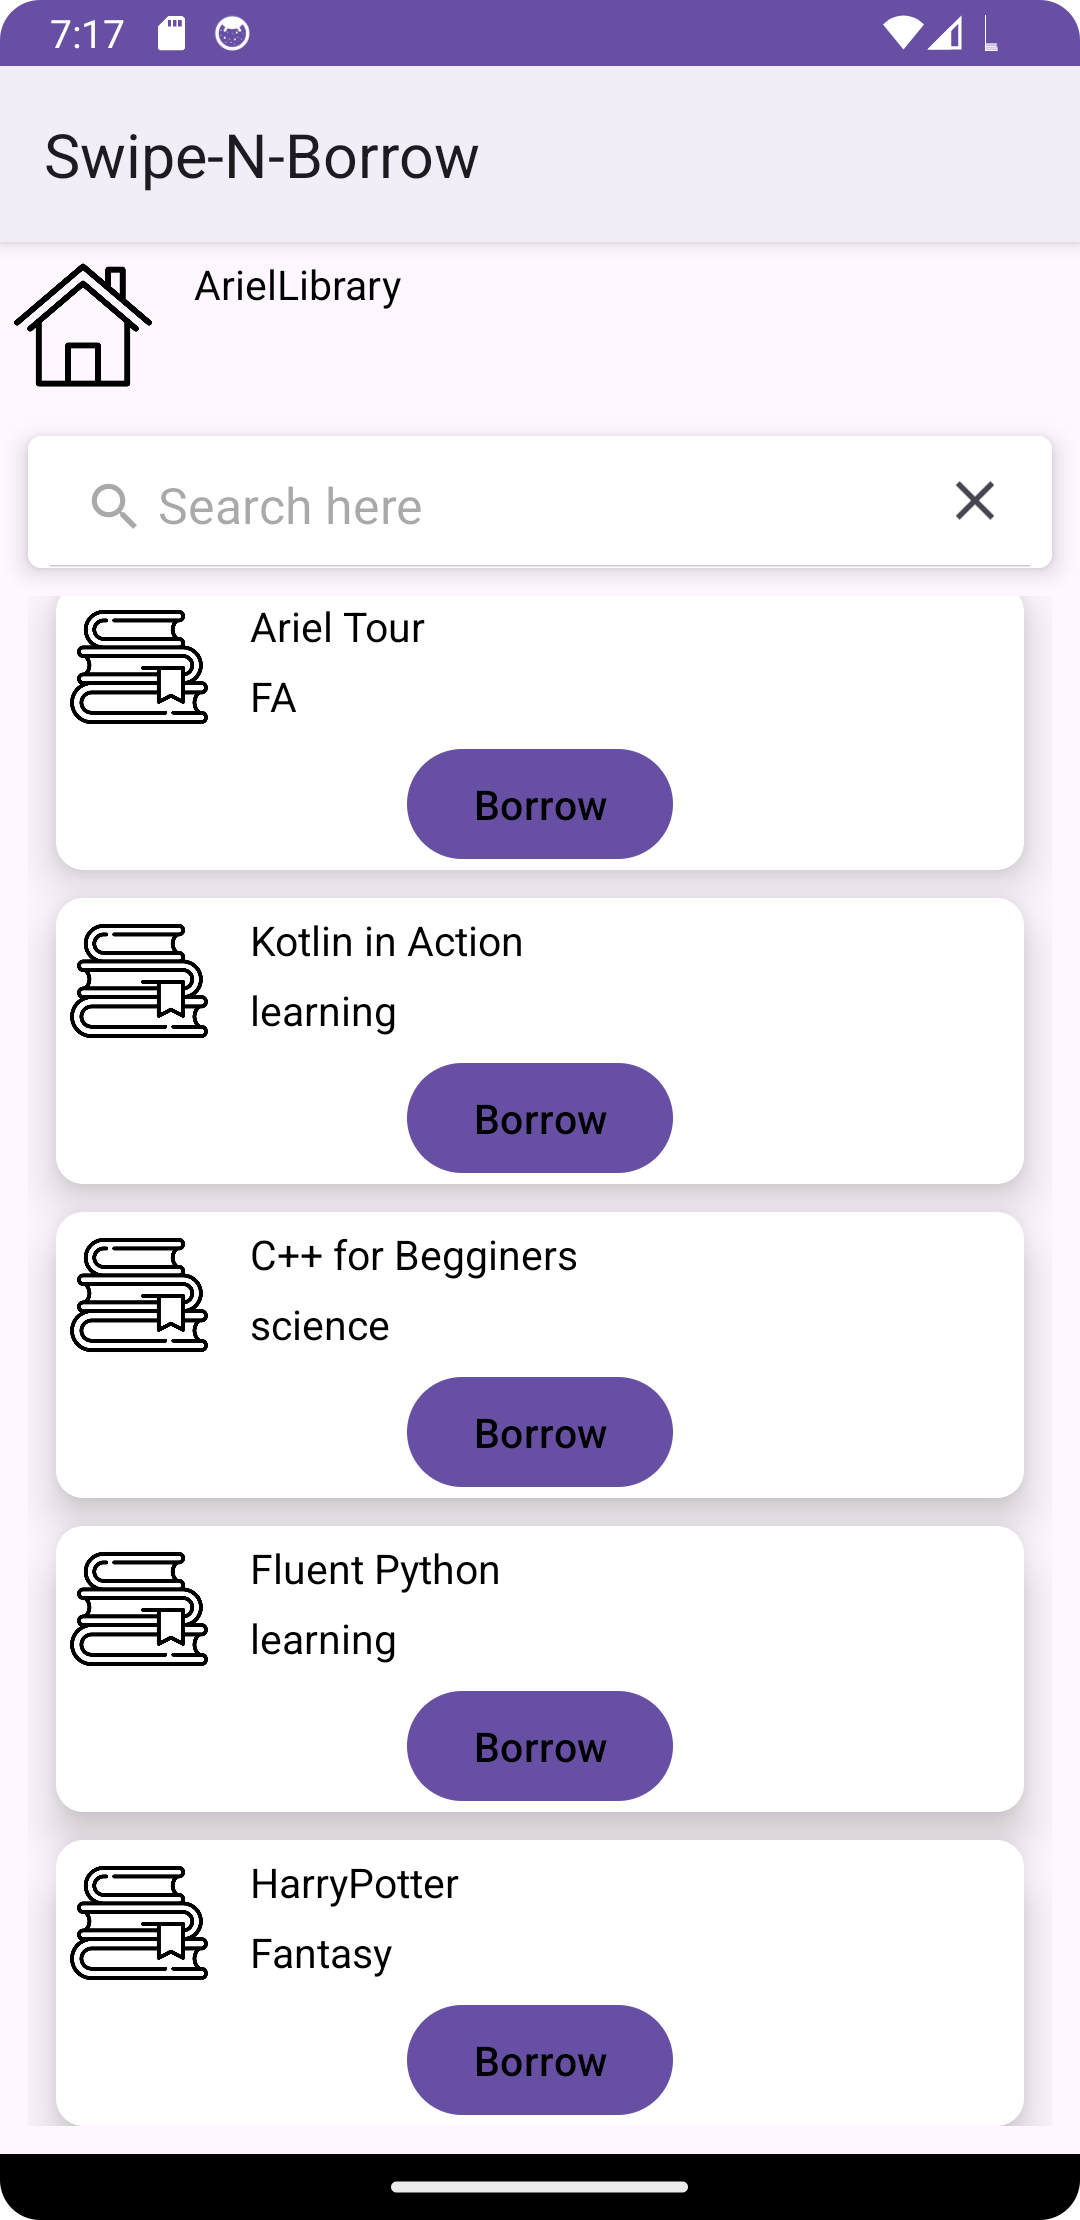 7:17
Swipe-N-Borrow
ArielLibrary
Search here
Ariel Tour
FA
Borrow
Kotlin in Action
learning
Borrow
C++ for Begginers
science
Borrow
Fluent Python
learning
Borrow
HarryPotter
Fantasy
Borrow